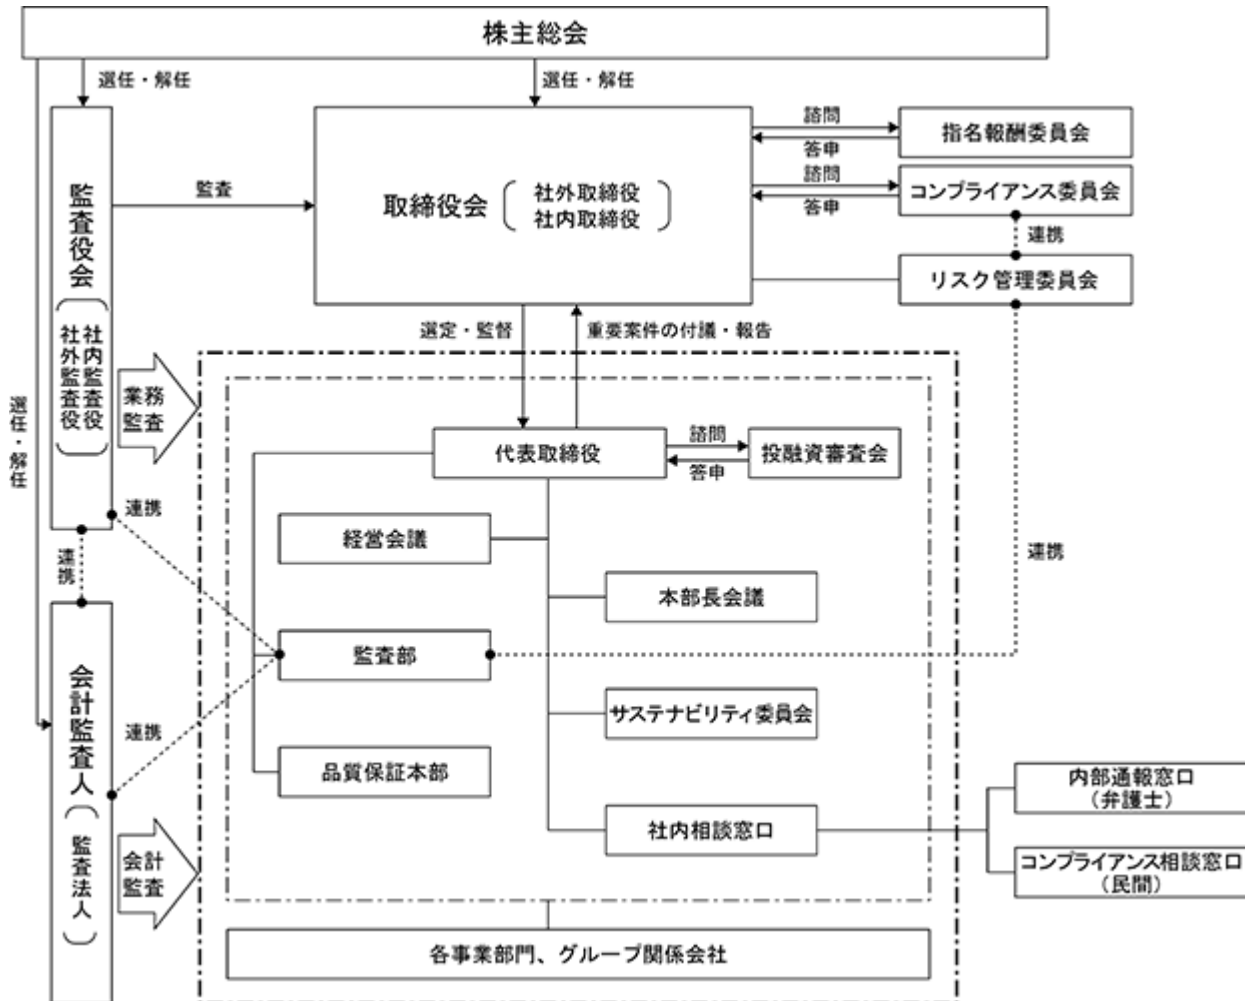 株主総会
選任・解任
選任・解任
選任・解任
監査役会
社内監査役
社外監査役
監査
取締役会
社外取締役
社内取締役
諮問
答申
指名報酬委員会
諮問
答申
コンプライアンス委員会
連携
リスク管理委員会
選定・監督
重要案件の付議・報告
業務
監査
代表取締役
諮問
答申
投融資審査会
連携
経営会議
連携
連携
本部長会議
監査部
会計監査人
監査法人
サステナビリティ委員会
連携
品質保証本部
社内相談窓口
内部通報窓口
(弁護士)
コンプライアンス相談窓口
(民間)
会計
監査
各事業部門、グループ関係会社